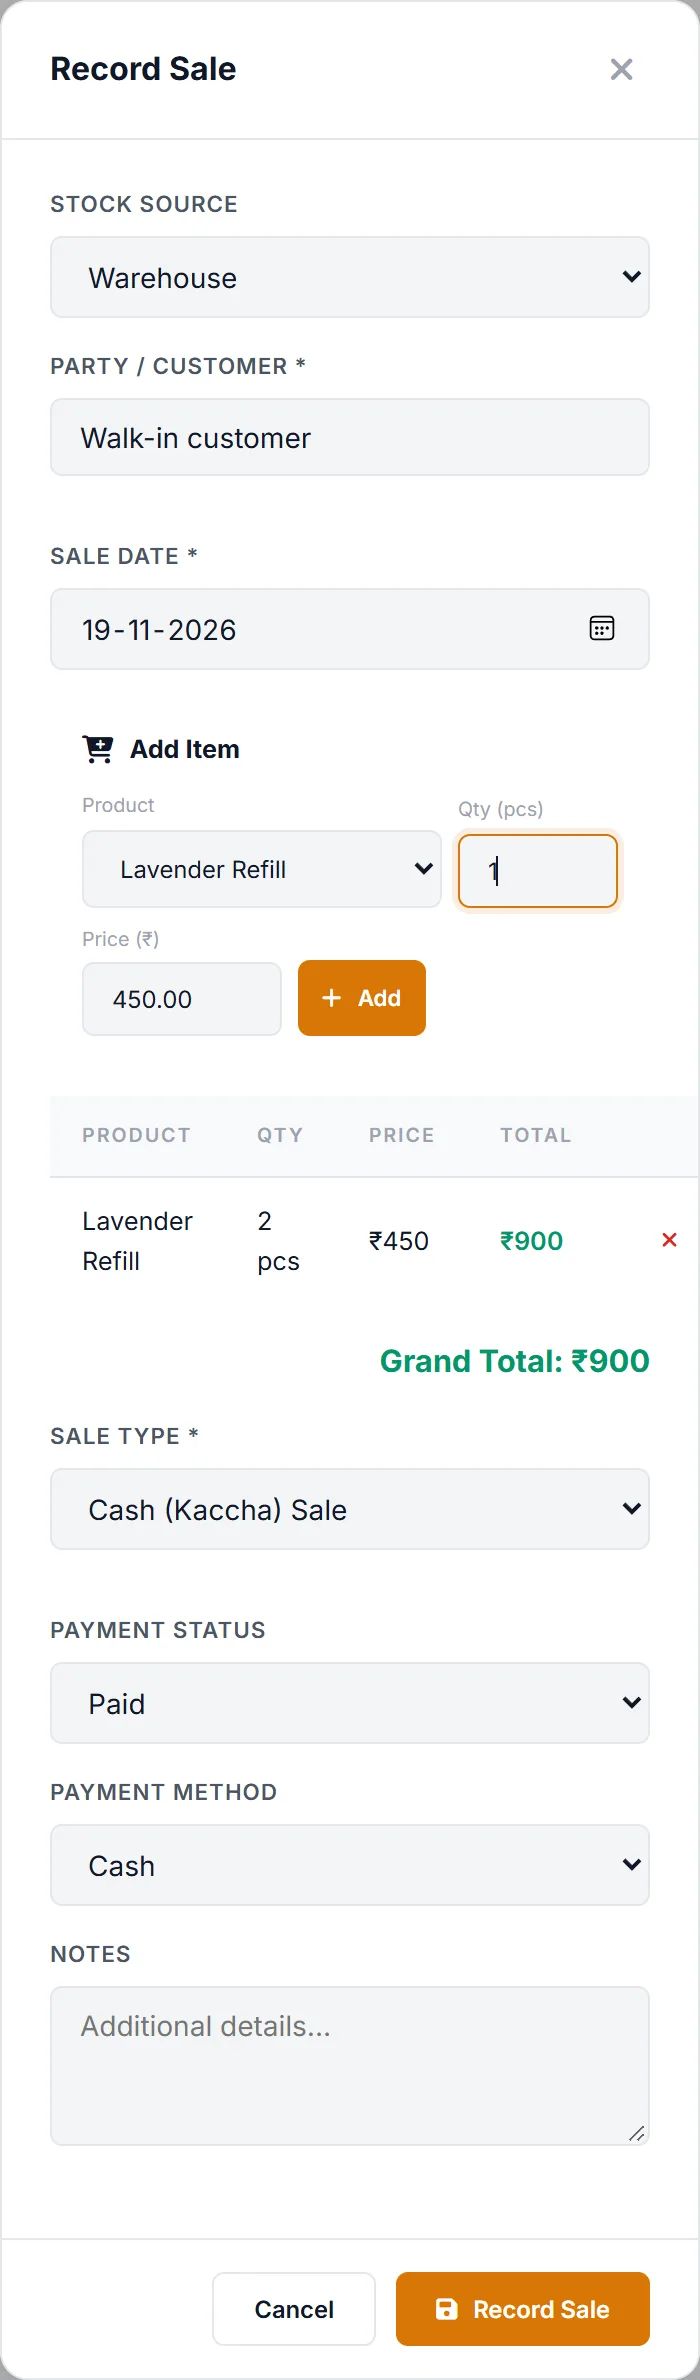 Record Sale
STOCK SOURCE
Warehouse
PARTY / CUSTOMER *
Walk-in customer
SALE DATE *
19-11-2026
Add Item
Product
Qty (pcs)
Lavender Refill
1
Price (₹)
450.00
+ Add
PRODUCT QTY PRICE TOTAL
Lavender Refill 2 pcs ₹450 ₹900 ×
Grand Total: ₹900
SALE TYPE *
Cash (Kaccha) Sale
PAYMENT STATUS
Paid
PAYMENT METHOD
Cash
NOTES
Additional details...
Cancel
Record Sale